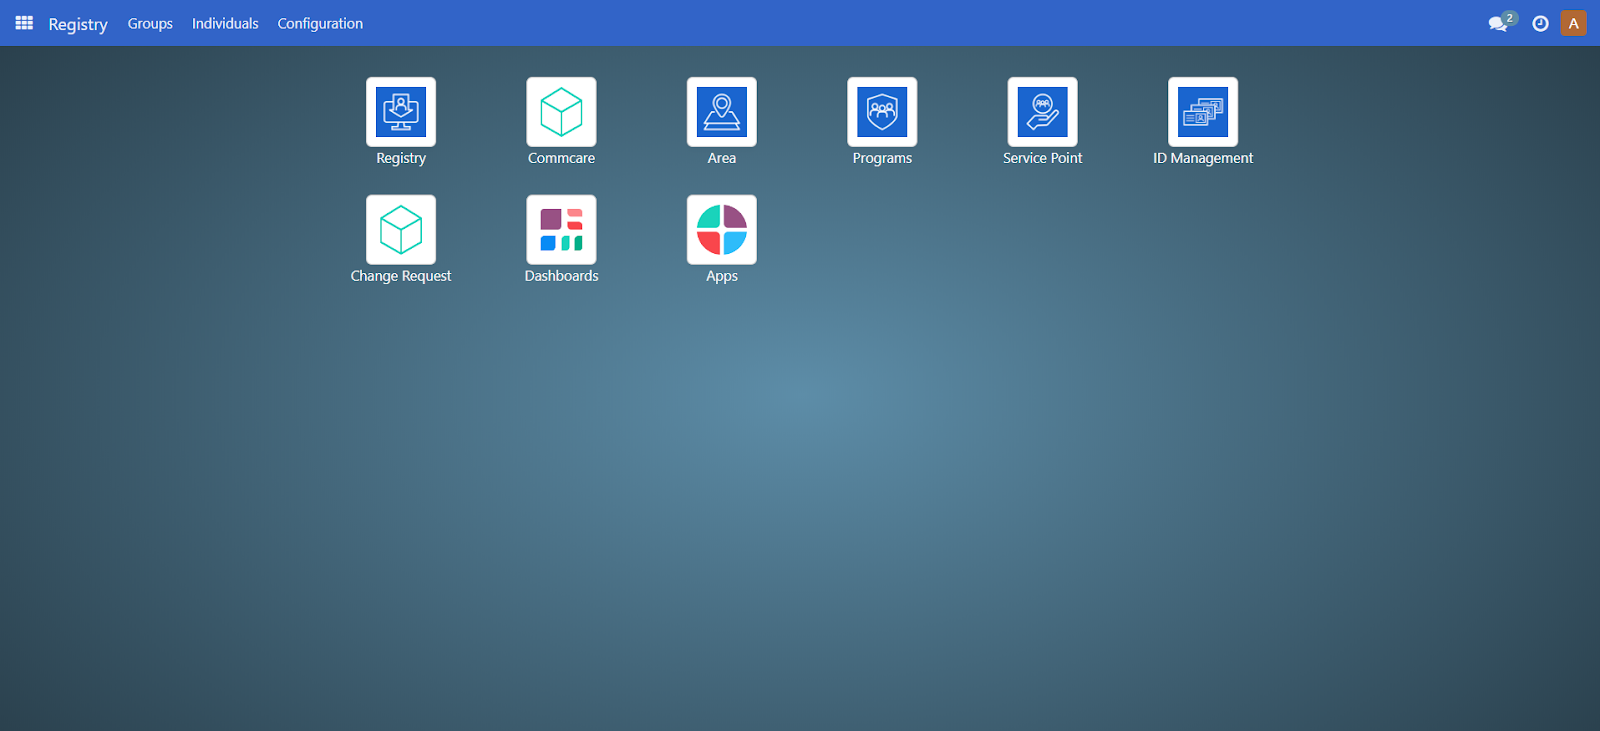 Registry Groups Individuals Configuration 2 A
Registry Commcare Area Programs Service Point ID Management
Change Request Dashboards Apps